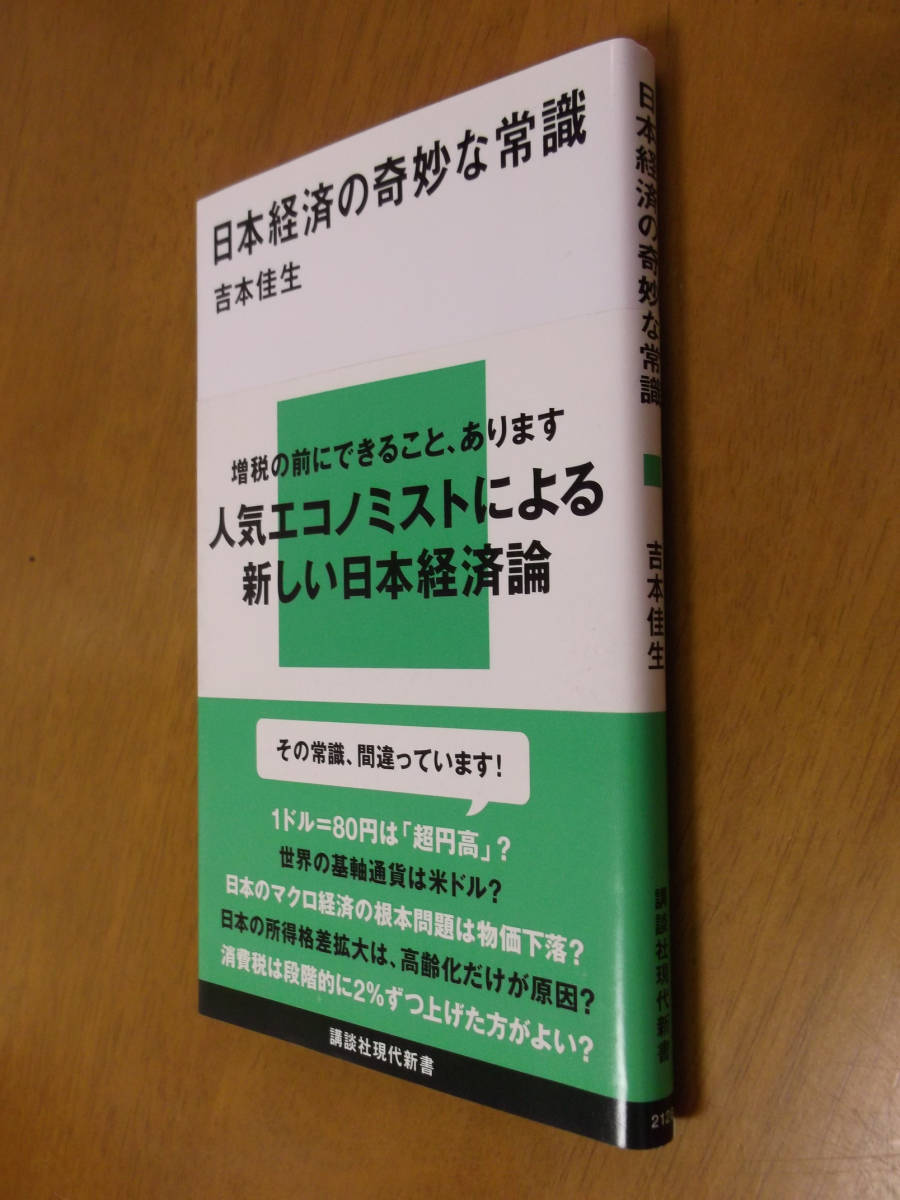 日本経済の奇妙な常識
吉本佳生
増税の前にできること、あります
人気エコノミストによる
新しい日本経済論
その常識、間違っています!
1ドル=80円は「超円高」?
世界の基軸通貨は米ドル?
日本のマクロ経済の根本問題は物価下落?
日本の所得格差拡大は、高齢化だけが原因?
消費税は段階的に2%ずつ上げた方がよい?
講談社現代新書
日本経済の奇妙な常識
吉本佳生
講談社現代新書